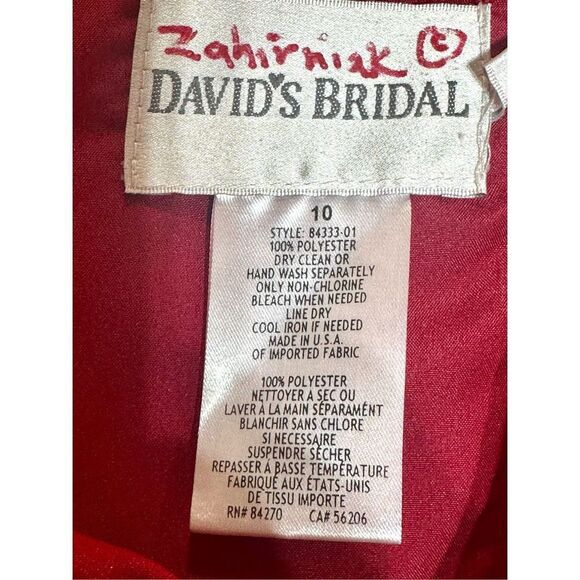 Zahirniak ©
DAVID'S BRIDAL
10
STYLE: 84333-01
100% POLYESTER
DRY CLEAN OR
HAND WASH SEPARATELY
ONLY NON-CHLORINE
BLEACH WHEN NEEDED
LINE DRY
COOL IRON IF NEEDED
MADE IN U.S.A.
OF IMPORTED FABRIC
100% POLYESTER
NETTOYER A SEC OU
LAVER À LA MAIN SÉPARAMÉNT
BLANCHIR SANS CHLORE
SI NECESSAIRE
SUSPENDRE SÉCHER
REPASSER À BASSE TEMPÉRATURE
FABRIQUÉ AUX ÉTATS-UNIS
DE TISSU IMPORTE
RN# 84270 CA# 56206